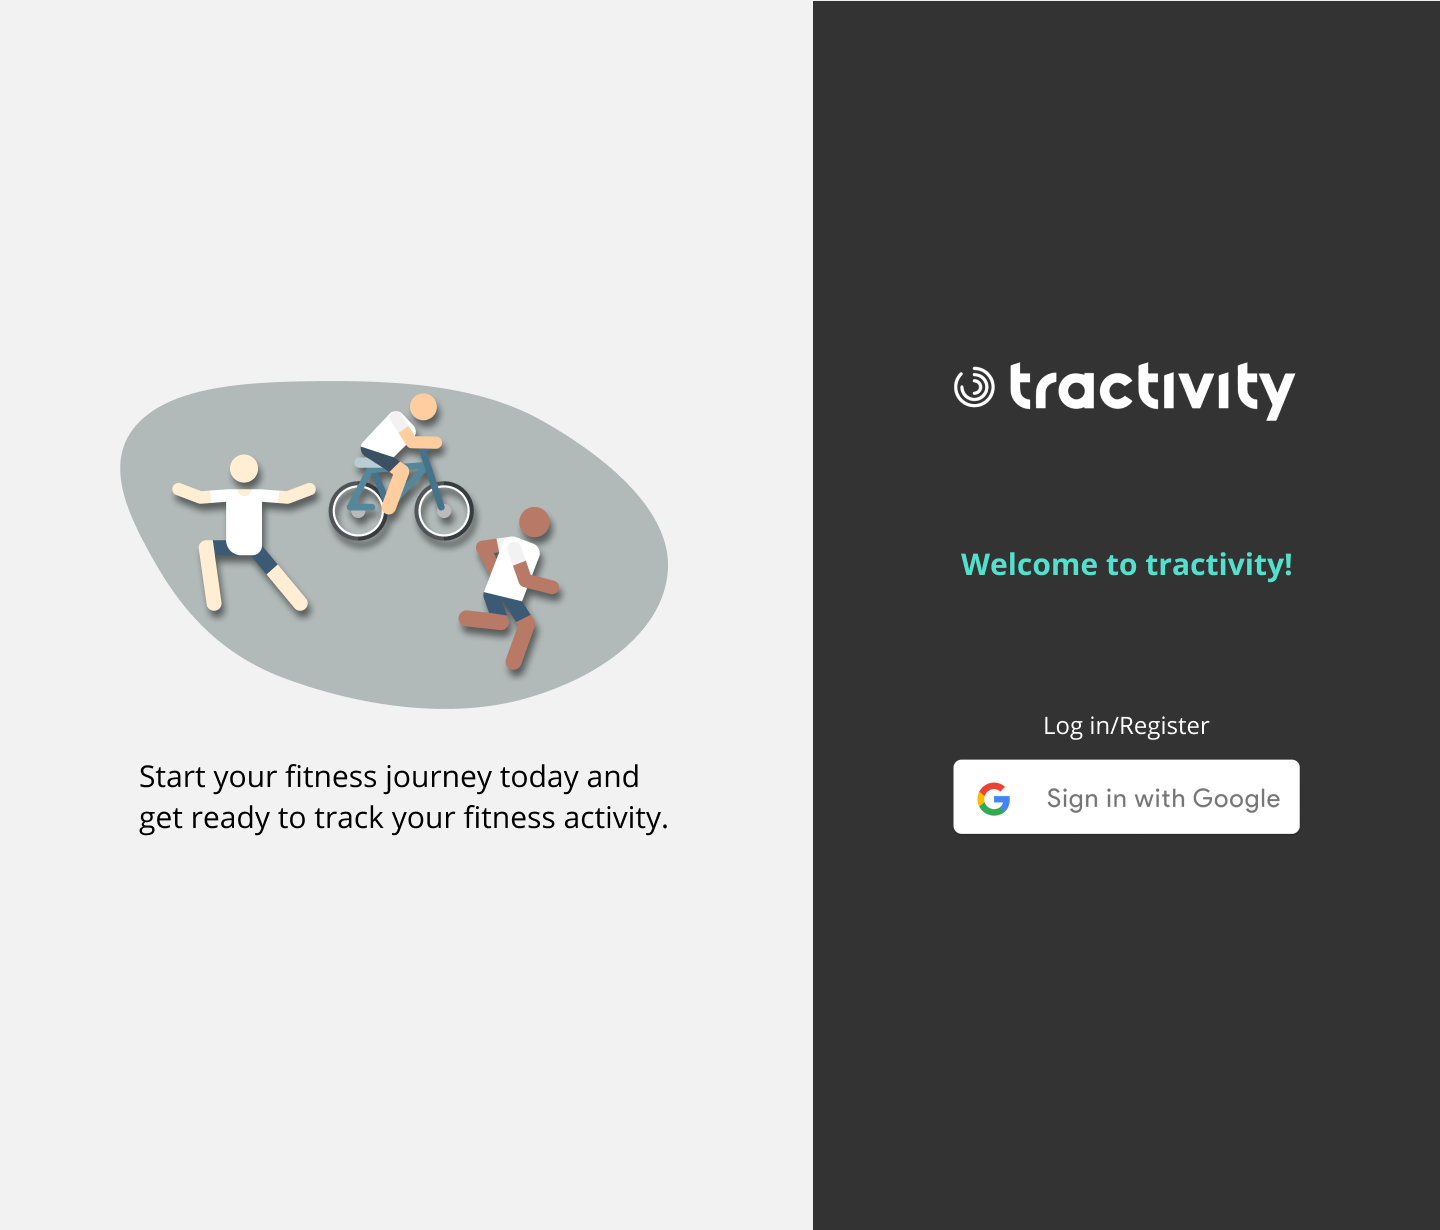 Start your fitness journey today and
get ready to track your fitness activity.
tractivity
Welcome to tractivity!
Log in/Register
Sign in with Google